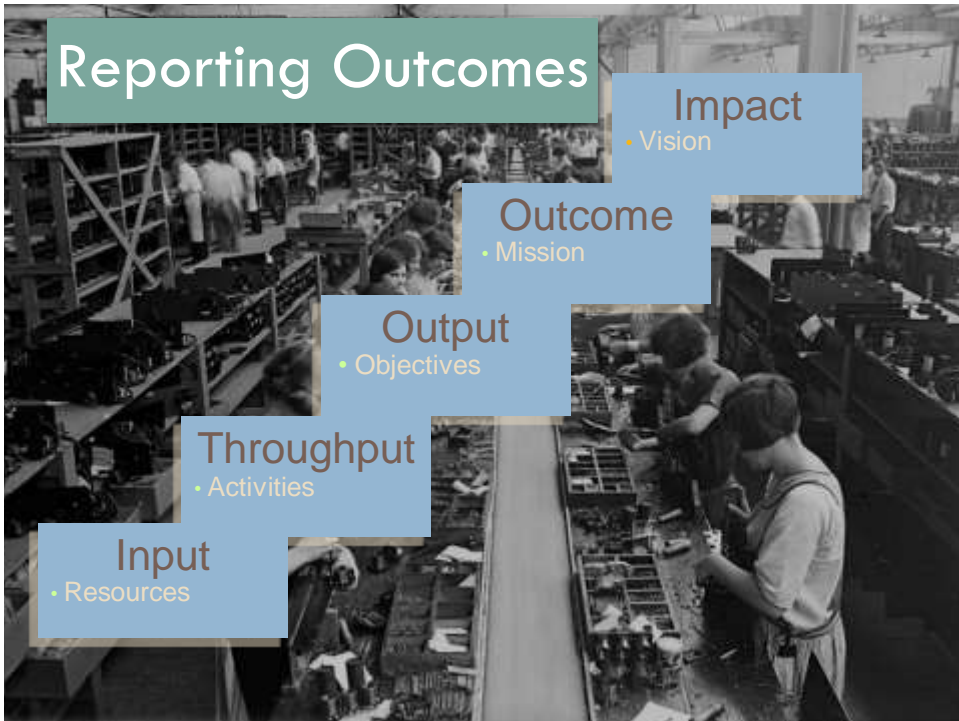 Reporting Outcomes
Impact
• Vision
Outcome
• Mission
Output
• Objectives
Throughput
• Activities
Input
• Resources